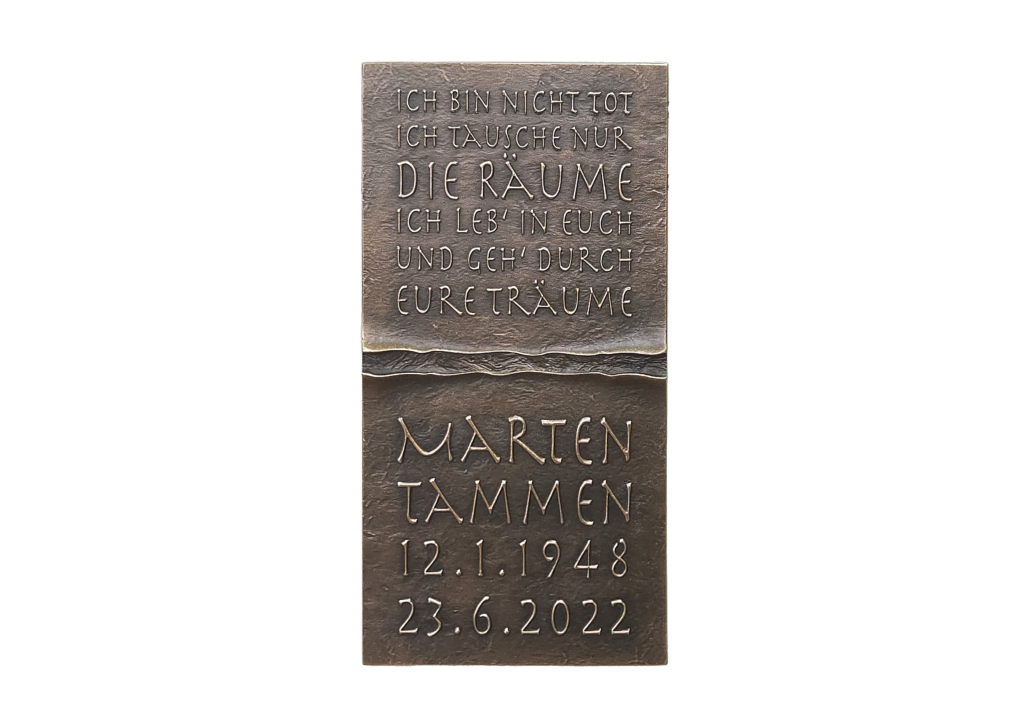 ICH BIN NICHT TOT
ICH TAUSCHE NUR
DIE RÄUME
ICH LEB' IN EUCH
UND GEH' DURCH
EURE TRÄUME
MARTEN
TAMMEN
12.1.1948
23.6.2022